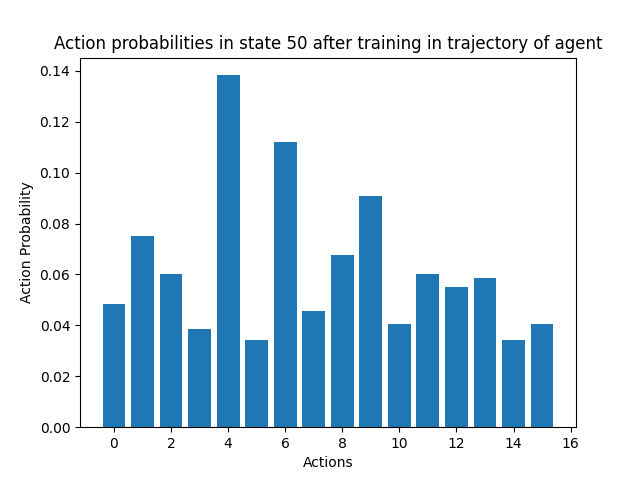 Action probabilities in state 50 after training in trajectory of agent
0.14
0.12
0.10
0.08
0.06
0.04
0.02
0.00
Action Probability
0 2 4 6 8 10 12 14 16
Actions